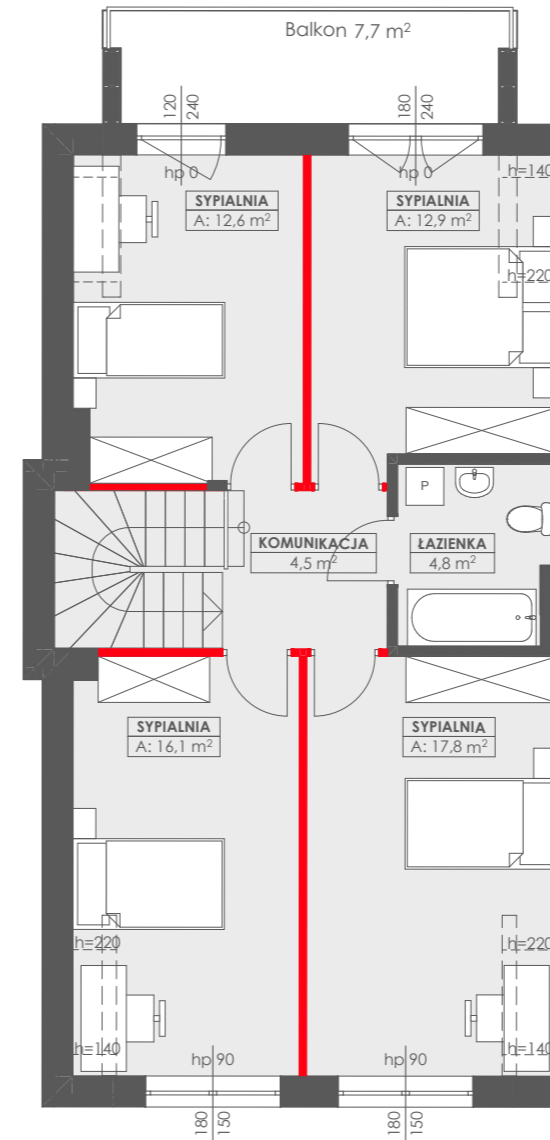 Balkon 7,7 m²
120
240
180
240
hp 0
hp 0
h=140
SYPIALNIA
A: 12,6 m²
SYPIALNIA
A: 12,9 m²
h=220
P
KOMUNIKACJA
4,5 m²
ŁAZIENKA
4,8 m²
SYPIALNIA
A: 16,1 m²
SYPIALNIA
A: 17,8 m²
h=220
h=220
h=140
h=140
hp 90
hp 90
180
150
180
150